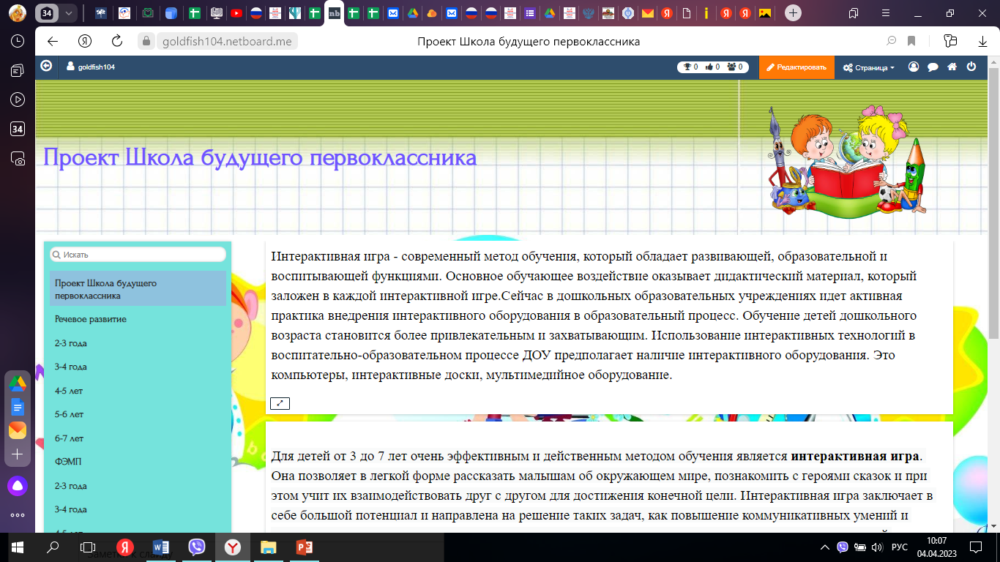 34
goldfish104.netboard.me
Проект Школа будущего первоклассника
goldfish104
0
0
0
Редактировать
Страница
34
Проект Школа будущего первоклассника
Искать
Проект Школа будущего
первоклассника
Речевое развитие
2-3 года
3-4 года
4-5 лет
5-6 лет
6-7 лет
ФЭМП
2-3 года
3-4 года
4-5 лет
Интерактивная игра - современный метод обучения, который обладает развивающей, образовательной и
воспитывающей функциями. Основное обучающее воздействие оказывает дидактический материал, который
заложен в каждой интерактивной игре.Сейчас в дошкольных образовательных учреждениях идет активная
практика внедрения интерактивного оборудования в образовательный процесс. Обучение детей дошкольного
возраста становится более привлекательным и захватывающим. Использование интерактивных технологий в
воспитательно-образовательном процессе ДОУ предполагает наличие интерактивного оборудования. Это
компьютеры, интерактивные доски, мультимедийное оборудование.
Для детей от 3 до 7 лет очень эффективным и действенным методом обучения является интерактивная игра.
Она позволяет в легкой форме рассказать малышам об окружающем мире, познакомить с героями сказок и при
этом учит их взаимодействовать друг с другом для достижения конечной цели. Интерактивная игра заключает в
себе большой потенциал и направлена на решение таких задач, как повышение коммуникативных умений и
Заметки к слайду
РУС
10:07
04.04.2023